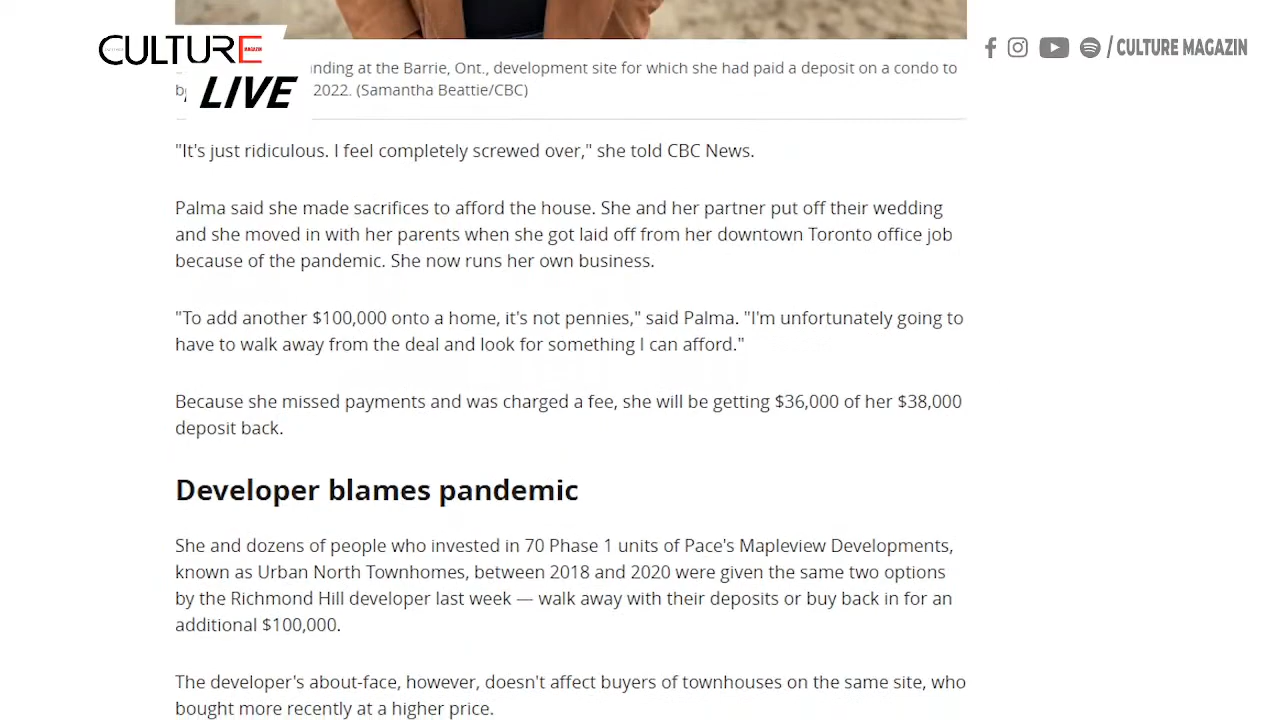 CULTURE
MAGAZIN
LIVE
/ CULTURE MAGAZIN
nding at the Barrie, Ont., development site for which she had paid a deposit on a condo to
2022. (Samantha Beattie/CBC)
"It's just ridiculous. I feel completely screwed over," she told CBC News.
Palma said she made sacrifices to afford the house. She and her partner put off their wedding
and she moved in with her parents when she got laid off from her downtown Toronto office job
because of the pandemic. She now runs her own business.
"To add another $100,000 onto a home, it's not pennies," said Palma. "I'm unfortunately going to
have to walk away from the deal and look for something I can afford."
Because she missed payments and was charged a fee, she will be getting $36,000 of her $38,000
deposit back.
Developer blames pandemic
She and dozens of people who invested in 70 Phase 1 units of Pace's Mapleview Developments,
known as Urban North Townhomes, between 2018 and 2020 were given the same two options
by the Richmond Hill developer last week — walk away with their deposits or buy back in for an
additional $100,000.
The developer's about-face, however, doesn't affect buyers of townhouses on the same site, who
bought more recently at a higher price.